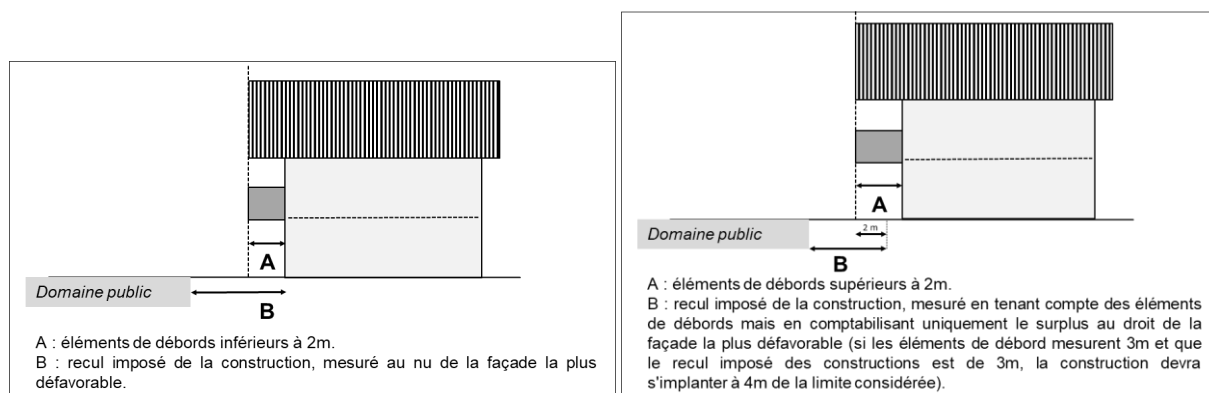 A
Domaine public
B
A : éléments de débords inférieurs à 2m.
B : recul imposé de la construction, mesuré au nu de la façade la plus
défavorable.
A
2 m
Domaine public
B
A : éléments de débords supérieurs à 2m.
B : recul imposé de la construction, mesuré en tenant compte des éléments
de débords mais en comptabilisant uniquement le surplus au droit de la
façade la plus défavorable (si les éléments de débord mesurent 3m et que
le recul imposé des constructions est de 3m, la construction devra
s'implanter à 4m de la limite considérée).